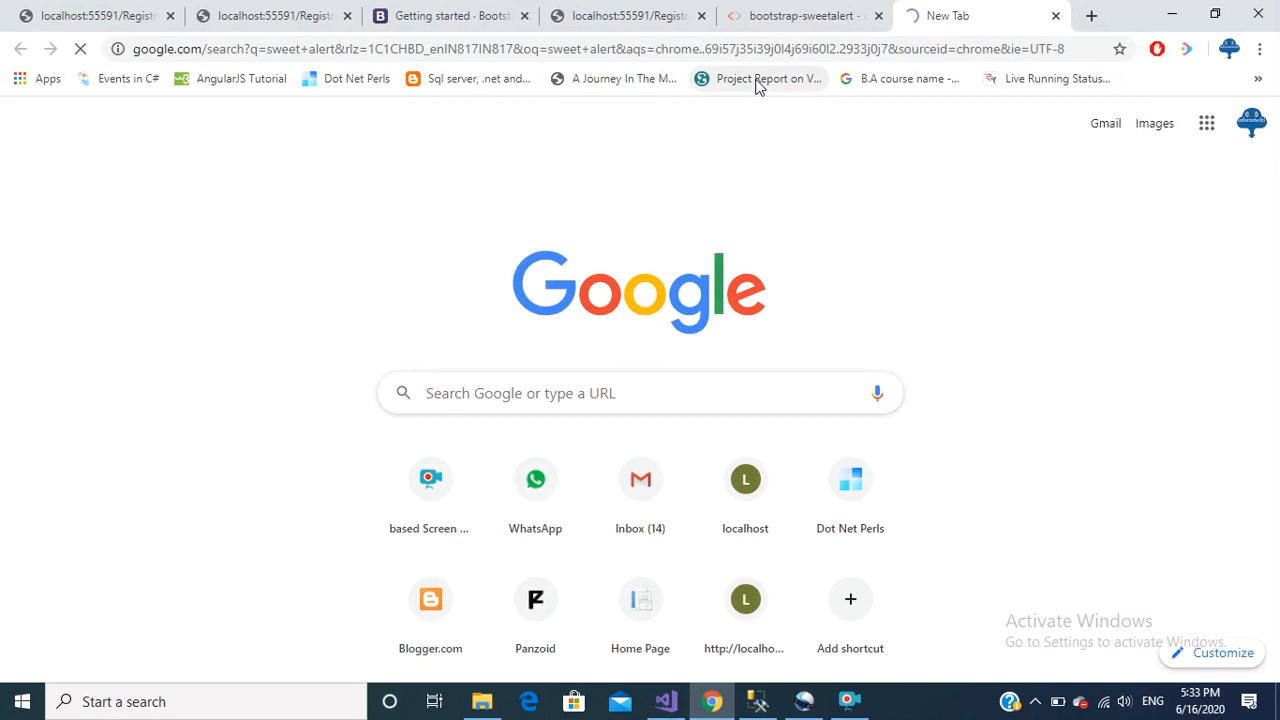 localhost:55591/Registr
localhost:55591/Registr
Getting started · Bootst
localhost:55591/Registr
bootstrap-sweetalert - c
New Tab
google.com/search?q=sweet+alert&rlz=1C1CHBD_enIN817IN817&oq=sweet+alert&aqs=chrome..69i57j35i39j0l4j69i60l2.2933j0j7&sourceid=chrome&ie=UTF-8
Apps
Events in C#
AngularJS Tutorial
Dot Net Perls
Sql server, .net and...
A Journey In The M...
Project Report on V...
B.A course name -...
Live Running Status...
Gmail
Images
Google
Search Google or type a URL
based Screen ...
WhatsApp
Inbox (14)
L
localhost
Dot Net Perls
Blogger.com
Panzoid
Home Page
L
http://localho...
Add shortcut
Activate Windows
Go to Settings to activate Windows.
Customize
Start a search
ENG
5:33 PM
6/16/2020